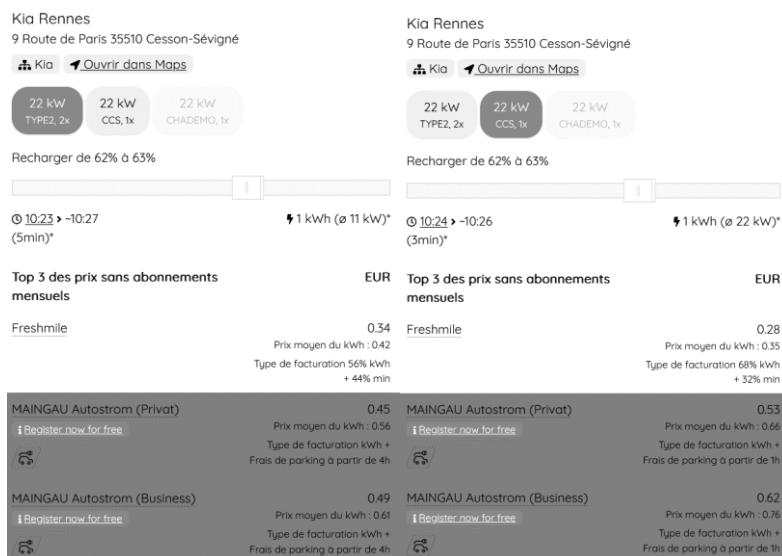 Kia Rennes
9 Route de Paris 35510 Cesson-Sévigné
Kia Ouvrir dans Maps
22 kW 22 kW 22 kW
TYPE2, 2x CCS, 1x CHADEMO, 1x
Recharger de 62% à 63%
10:23 > ~10:27 1 kWh (ø 11 kW)*
(5min)*
Top 3 des prix sans abonnements EUR
mensuels
Freshmile 0.34
Prix moyen du kWh : 0.42
Type de facturation 56% kWh
+ 44% min
MAINGAU Autostrom (Privat) 0.45
i Register now for free Prix moyen du kWh : 0.56
Type de facturation kWh +
Frais de parking à partir de 4h
MAINGAU Autostrom (Business) 0.49
i Register now for free Prix moyen du kWh : 0.61
Type de facturation kWh +
Frais de parking à partir de 4h
Kia Rennes
9 Route de Paris 35510 Cesson-Sévigné
Kia Ouvrir dans Maps
22 kW 22 kW 22 kW
TYPE2, 2x CCS, 1x CHADEMO, 1x
Recharger de 62% à 63%
10:24 > ~10:26 1 kWh (ø 22 kW)*
(3min)*
Top 3 des prix sans abonnements EUR
mensuels
Freshmile 0.28
Prix moyen du kWh : 0.35
Type de facturation 68% kWh
+ 32% min
MAINGAU Autostrom (Privat) 0.53
i Register now for free Prix moyen du kWh : 0.66
Type de facturation kWh +
Frais de parking à partir de 1h
MAINGAU Autostrom (Business) 0.62
i Register now for free Prix moyen du kWh : 0.76
Type de facturation kWh +
Frais de parking à partir de 1h